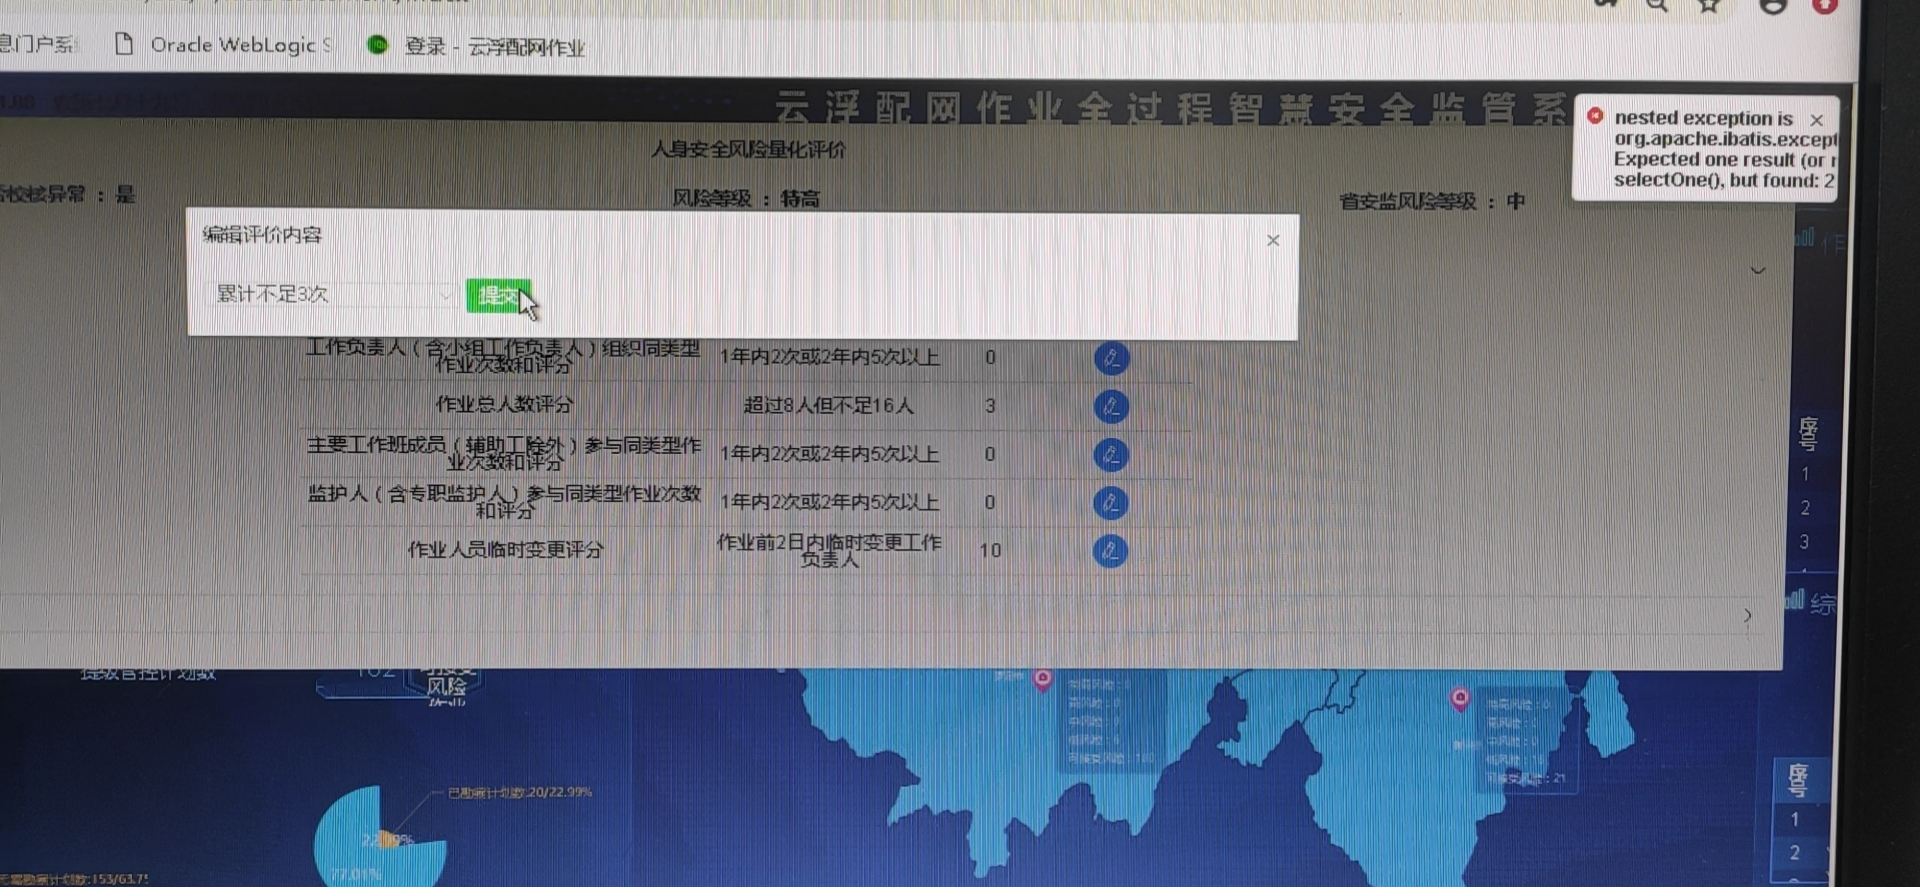 息门户系
Oracle WebLogic S
登录 - 云浮配网作业
云浮配网作业全过程智慧安全监管系
nested exception is
org.apache.ibatis.except
Expected one result (or r
selectOne(), but found: 2
人身安全风险量化评价
校核异常：是
风险等级：特高
省安监风险等级：中
编辑评价内容
累计不足3次
提交
工作负责人（含小组工作负责人）组织同类型
作业次数和评分
1年内2次或2年内5次以上
0
作业总人数评分
超过8人但不足16人
3
主要工作班成员（辅助工除外）参与同类型作
业次数和评分
1年内2次或2年内5次以上
0
监护人（含专职监护人）参与同类型作业次数
和评分
1年内2次或2年内5次以上
0
作业人员临时变更评分
作业前2日内临时变更工作
负责人
10
作
序号
1
2
3
综
提级管控计划数
风险
已勘察计划数:20/22.99%
77.01%
序号
1
2